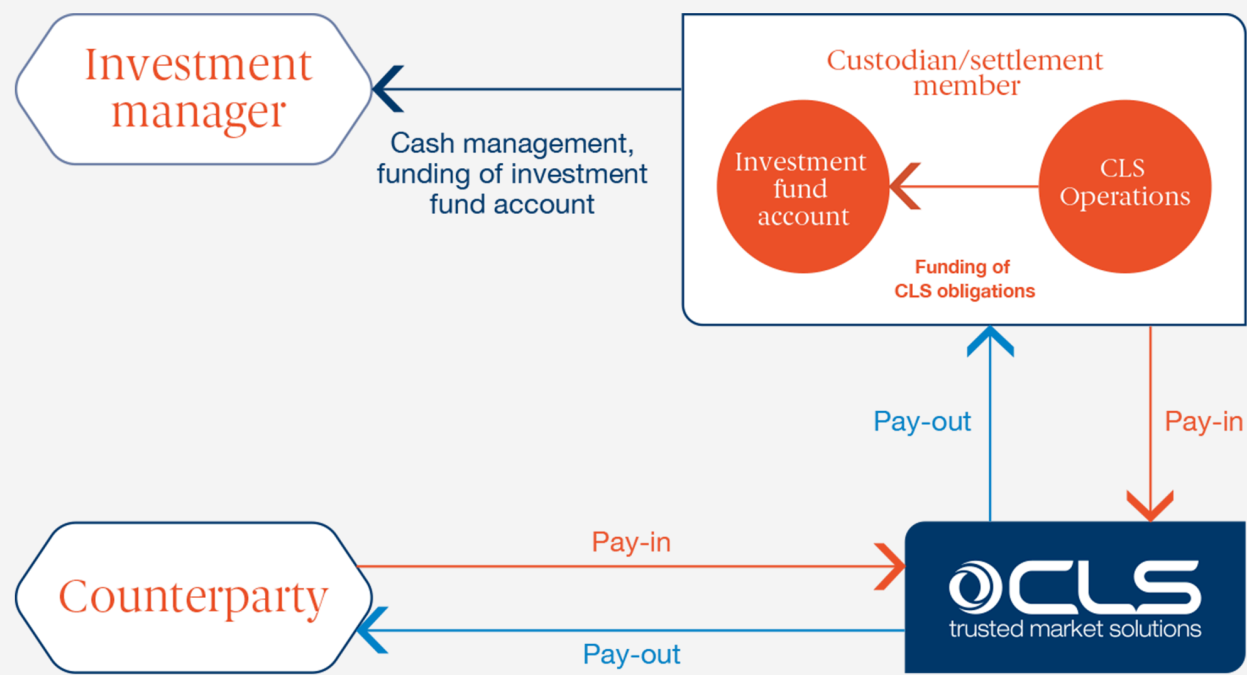 Investment
manager
Custodian/settlement
member
Investment
fund
account
CLS
Operations
Cash management,
funding of investment
fund account
Funding of
CLS obligations
Pay-out
Pay-in
Pay-in
Counterparty
CLS
trusted market solutions
Pay-out